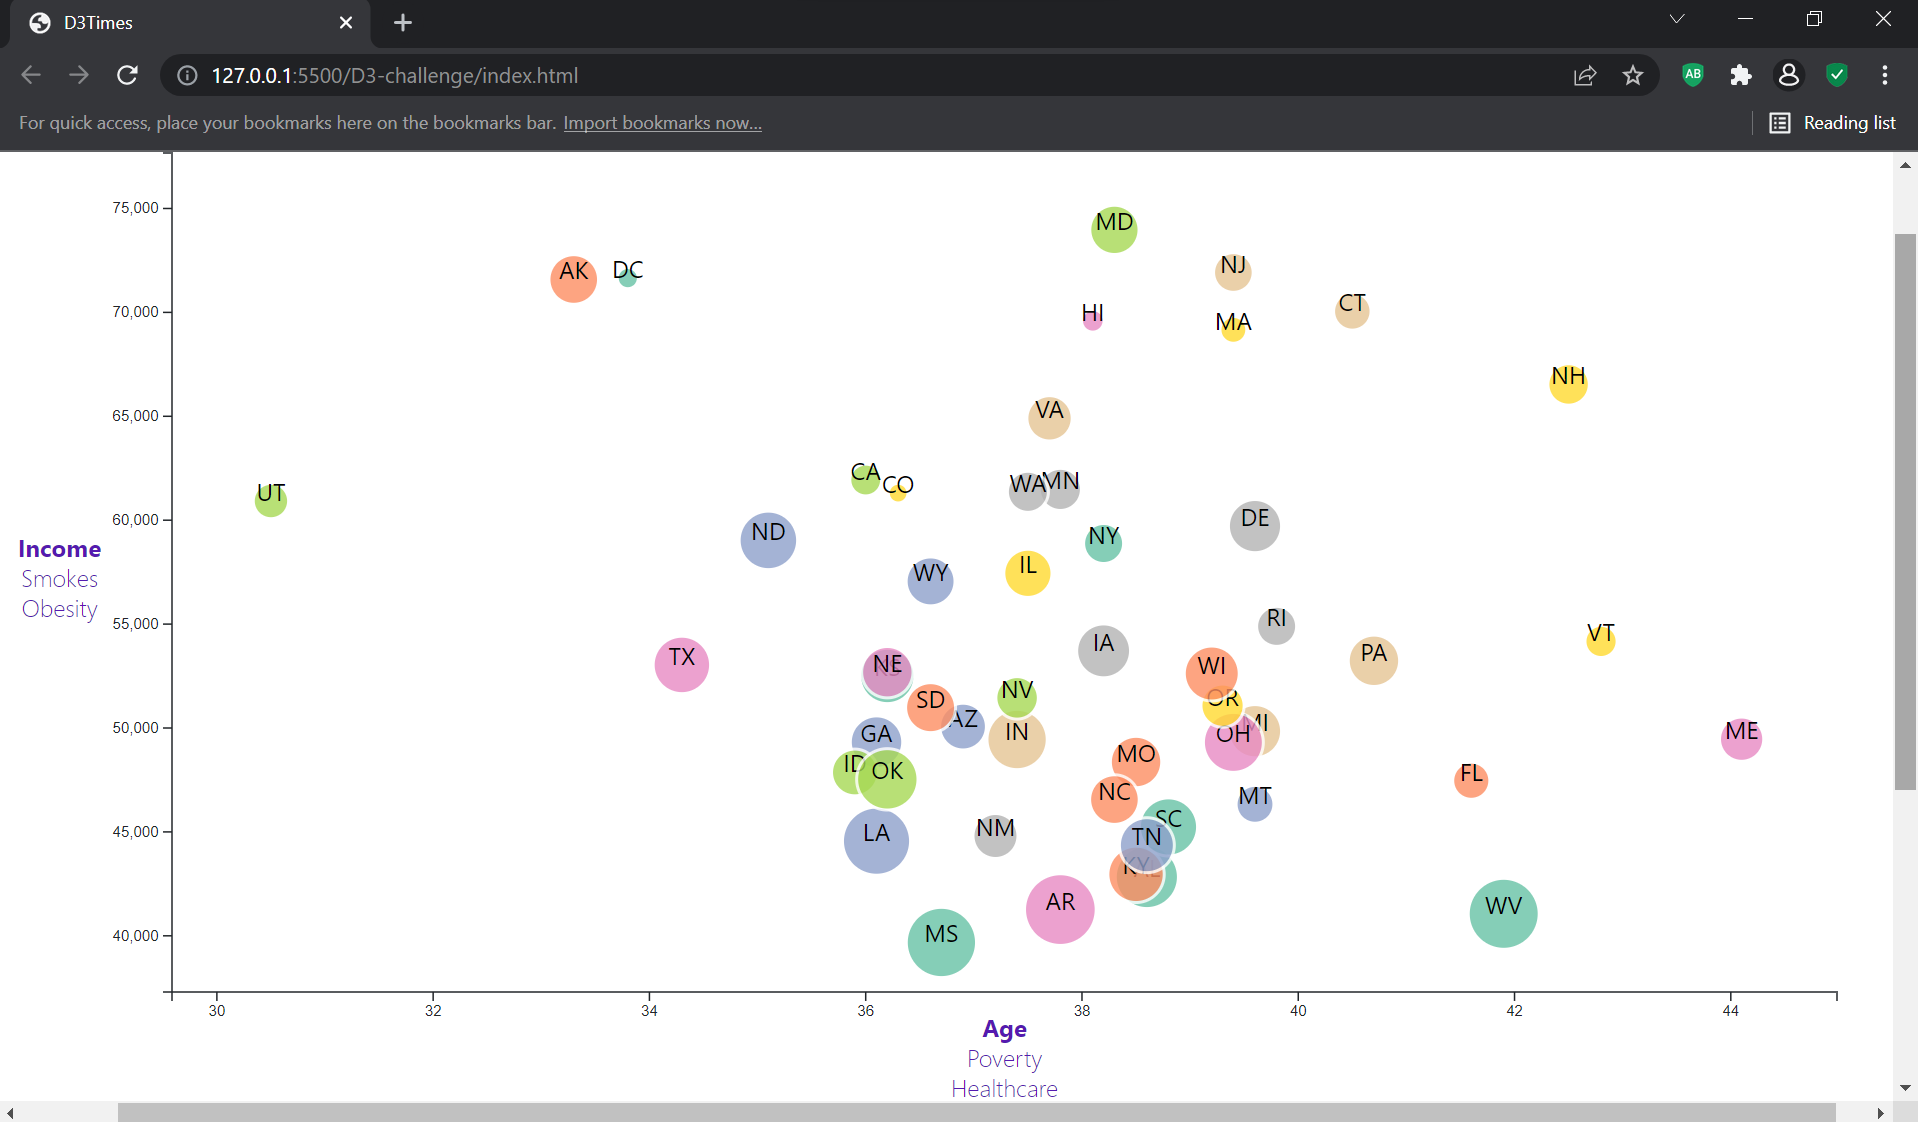 D3Times
127.0.0.1:5500/D3-challenge/index.html
AB
For quick access, place your bookmarks here on the bookmarks bar. Import bookmarks now...
Reading list
75,000
70,000
65,000
60,000
55,000
50,000
45,000
40,000
Income
Smokes
Obesity
MD
AK
DC
NJ
CT
HI
MA
NH
VA
CA
CO
WA
MN
UT
ND
DE
NY
WY
IL
RI
VT
TX
NE
IA
WI
PA
SD
NV
OR
AZ
MI
GA
IN
OH
ME
ID
OK
MO
FL
NC
MT
LA
NM
SC
TN
KY
AR
WV
MS
30
32
34
36
38
40
42
44
Age
Poverty
Healthcare